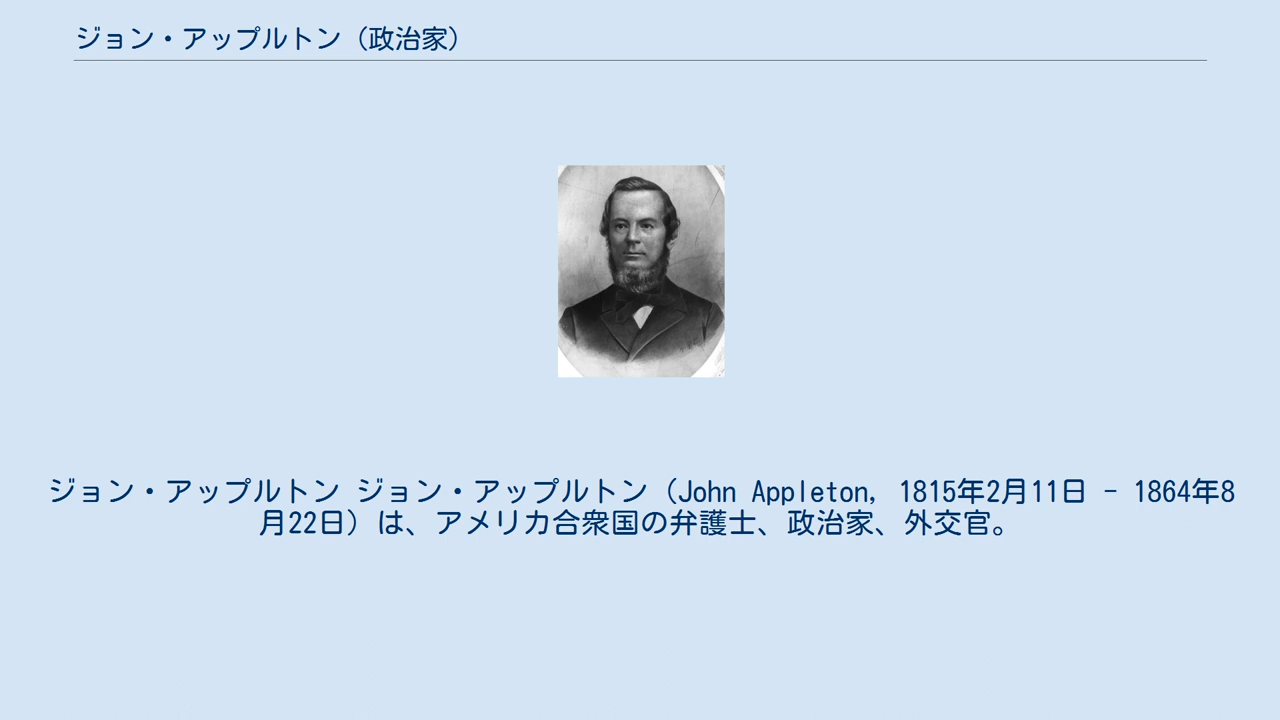 ジョン・アップルトン（政治家）
ジョン・アップルトン ジョン・アップルトン（John Appleton, 1815年2月11日 - 1864年8
月22日）は、アメリカ合衆国の弁護士、政治家、外交官。